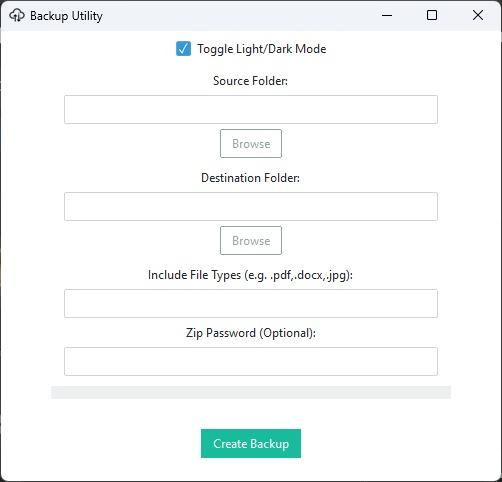 Backup Utility
Toggle Light/Dark Mode
Source Folder:
Browse
Destination Folder:
Browse
Include File Types (e.g. .pdf,.docx,.jpg):
Zip Password (Optional):
Create Backup